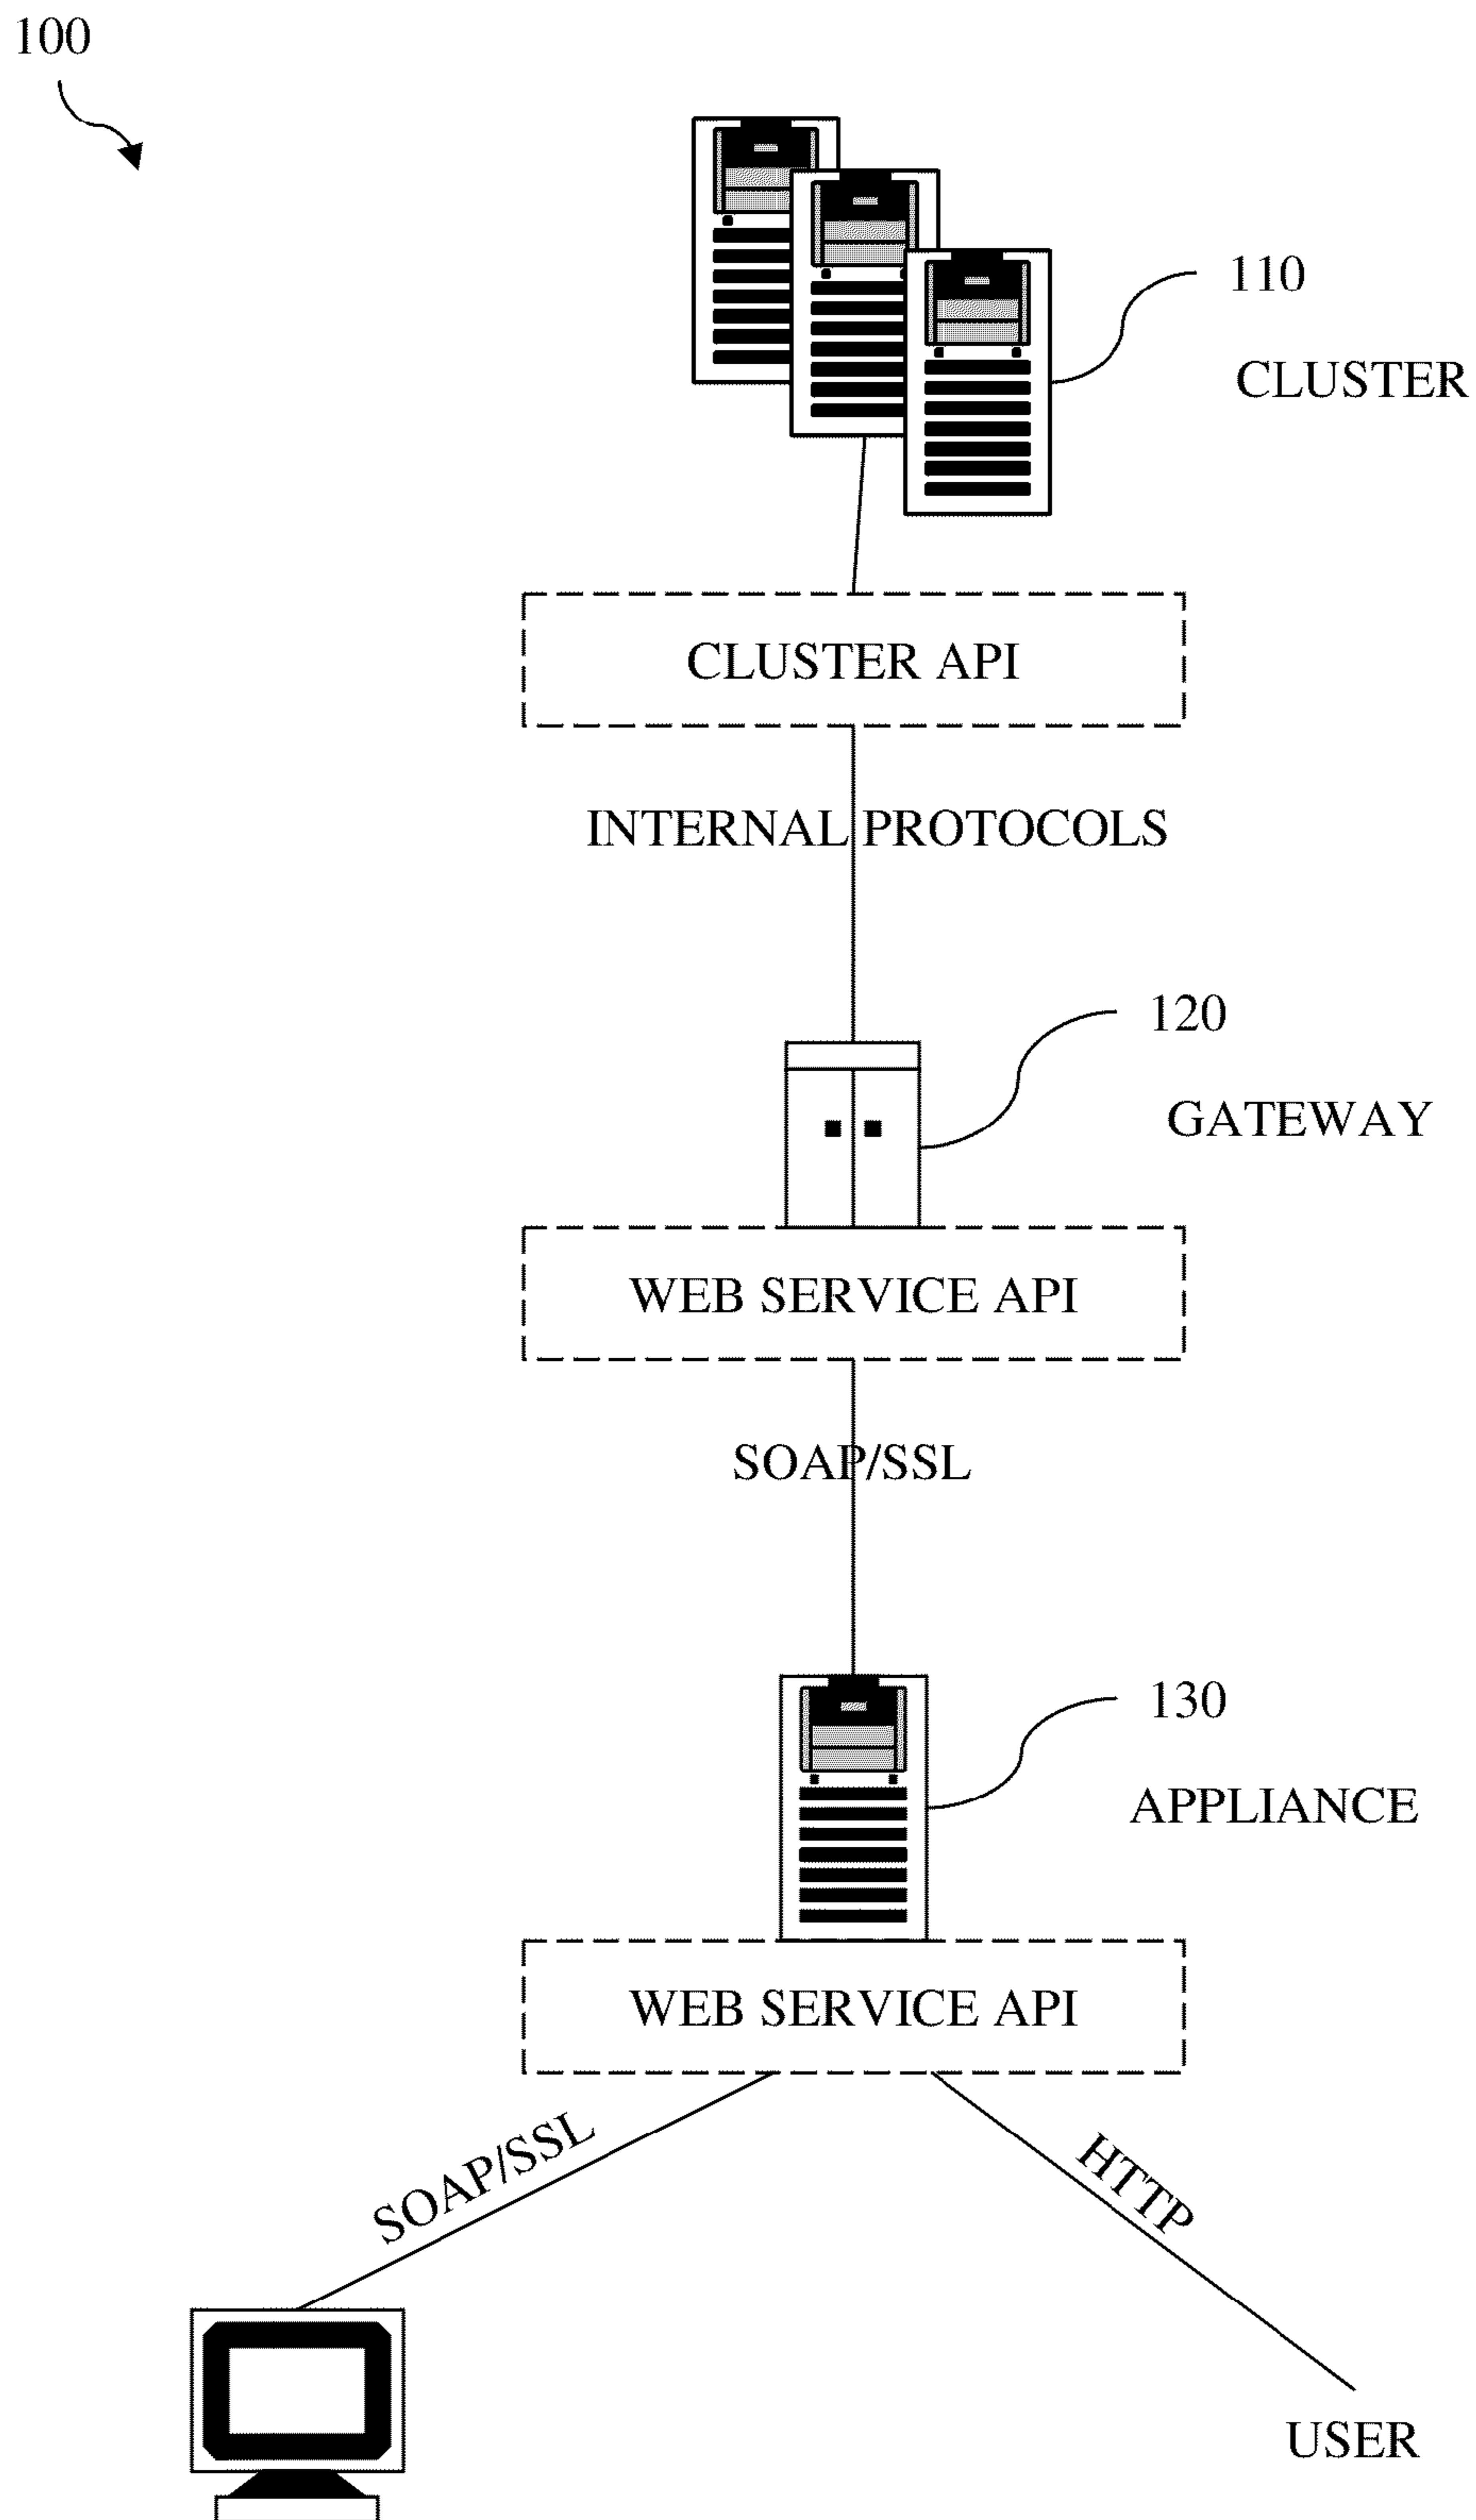 100
110
CLUSTER
CLUSTER API
INTERNAL PROTOCOLS
120
GATEWAY
WEB SERVICE API
SOAP/SSL
130
APPLIANCE
WEB SERVICE API
SOAP/SSL
HTTP
USER